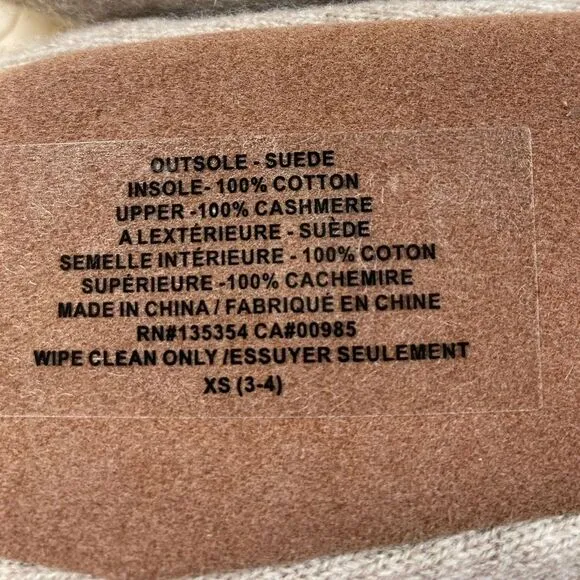 OUTSOLE - SUEDE
INSOLE- 100% COTTON
UPPER -100% CASHMERE
A LEXTÉRIEURE - SUÈDE
SEMELLE INTÉRIEURE - 100% COTON
SUPÉRIEURE -100% CACHEMIRE
MADE IN CHINA / FABRIQUÉ EN CHINE
RN#135354 CA#00985
WIPE CLEAN ONLY /ESSUYER SEULEMENT
XS (3-4)